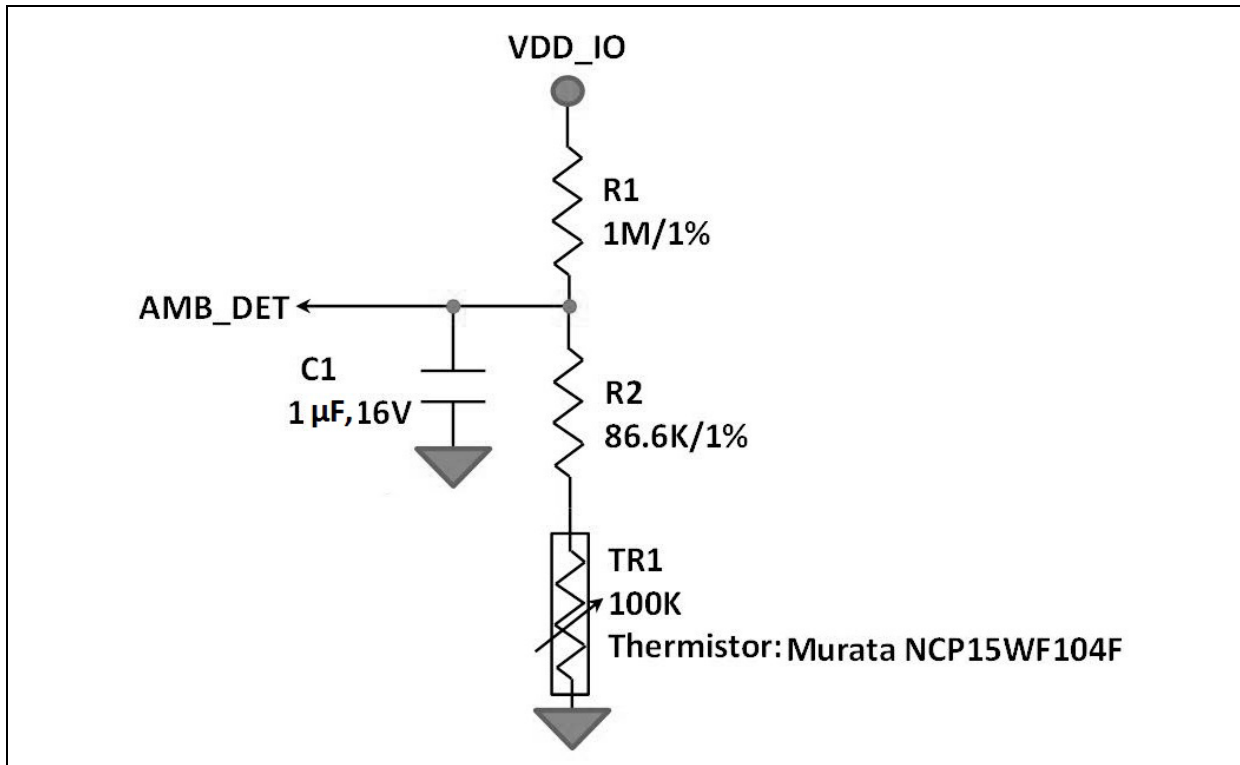 VDD_IO
R1
1M/1%
AMB_DET
C1
1 µF, 16V
R2
86.6K/1%
TR1
100K
Thermistor: Murata NCP15WF104F